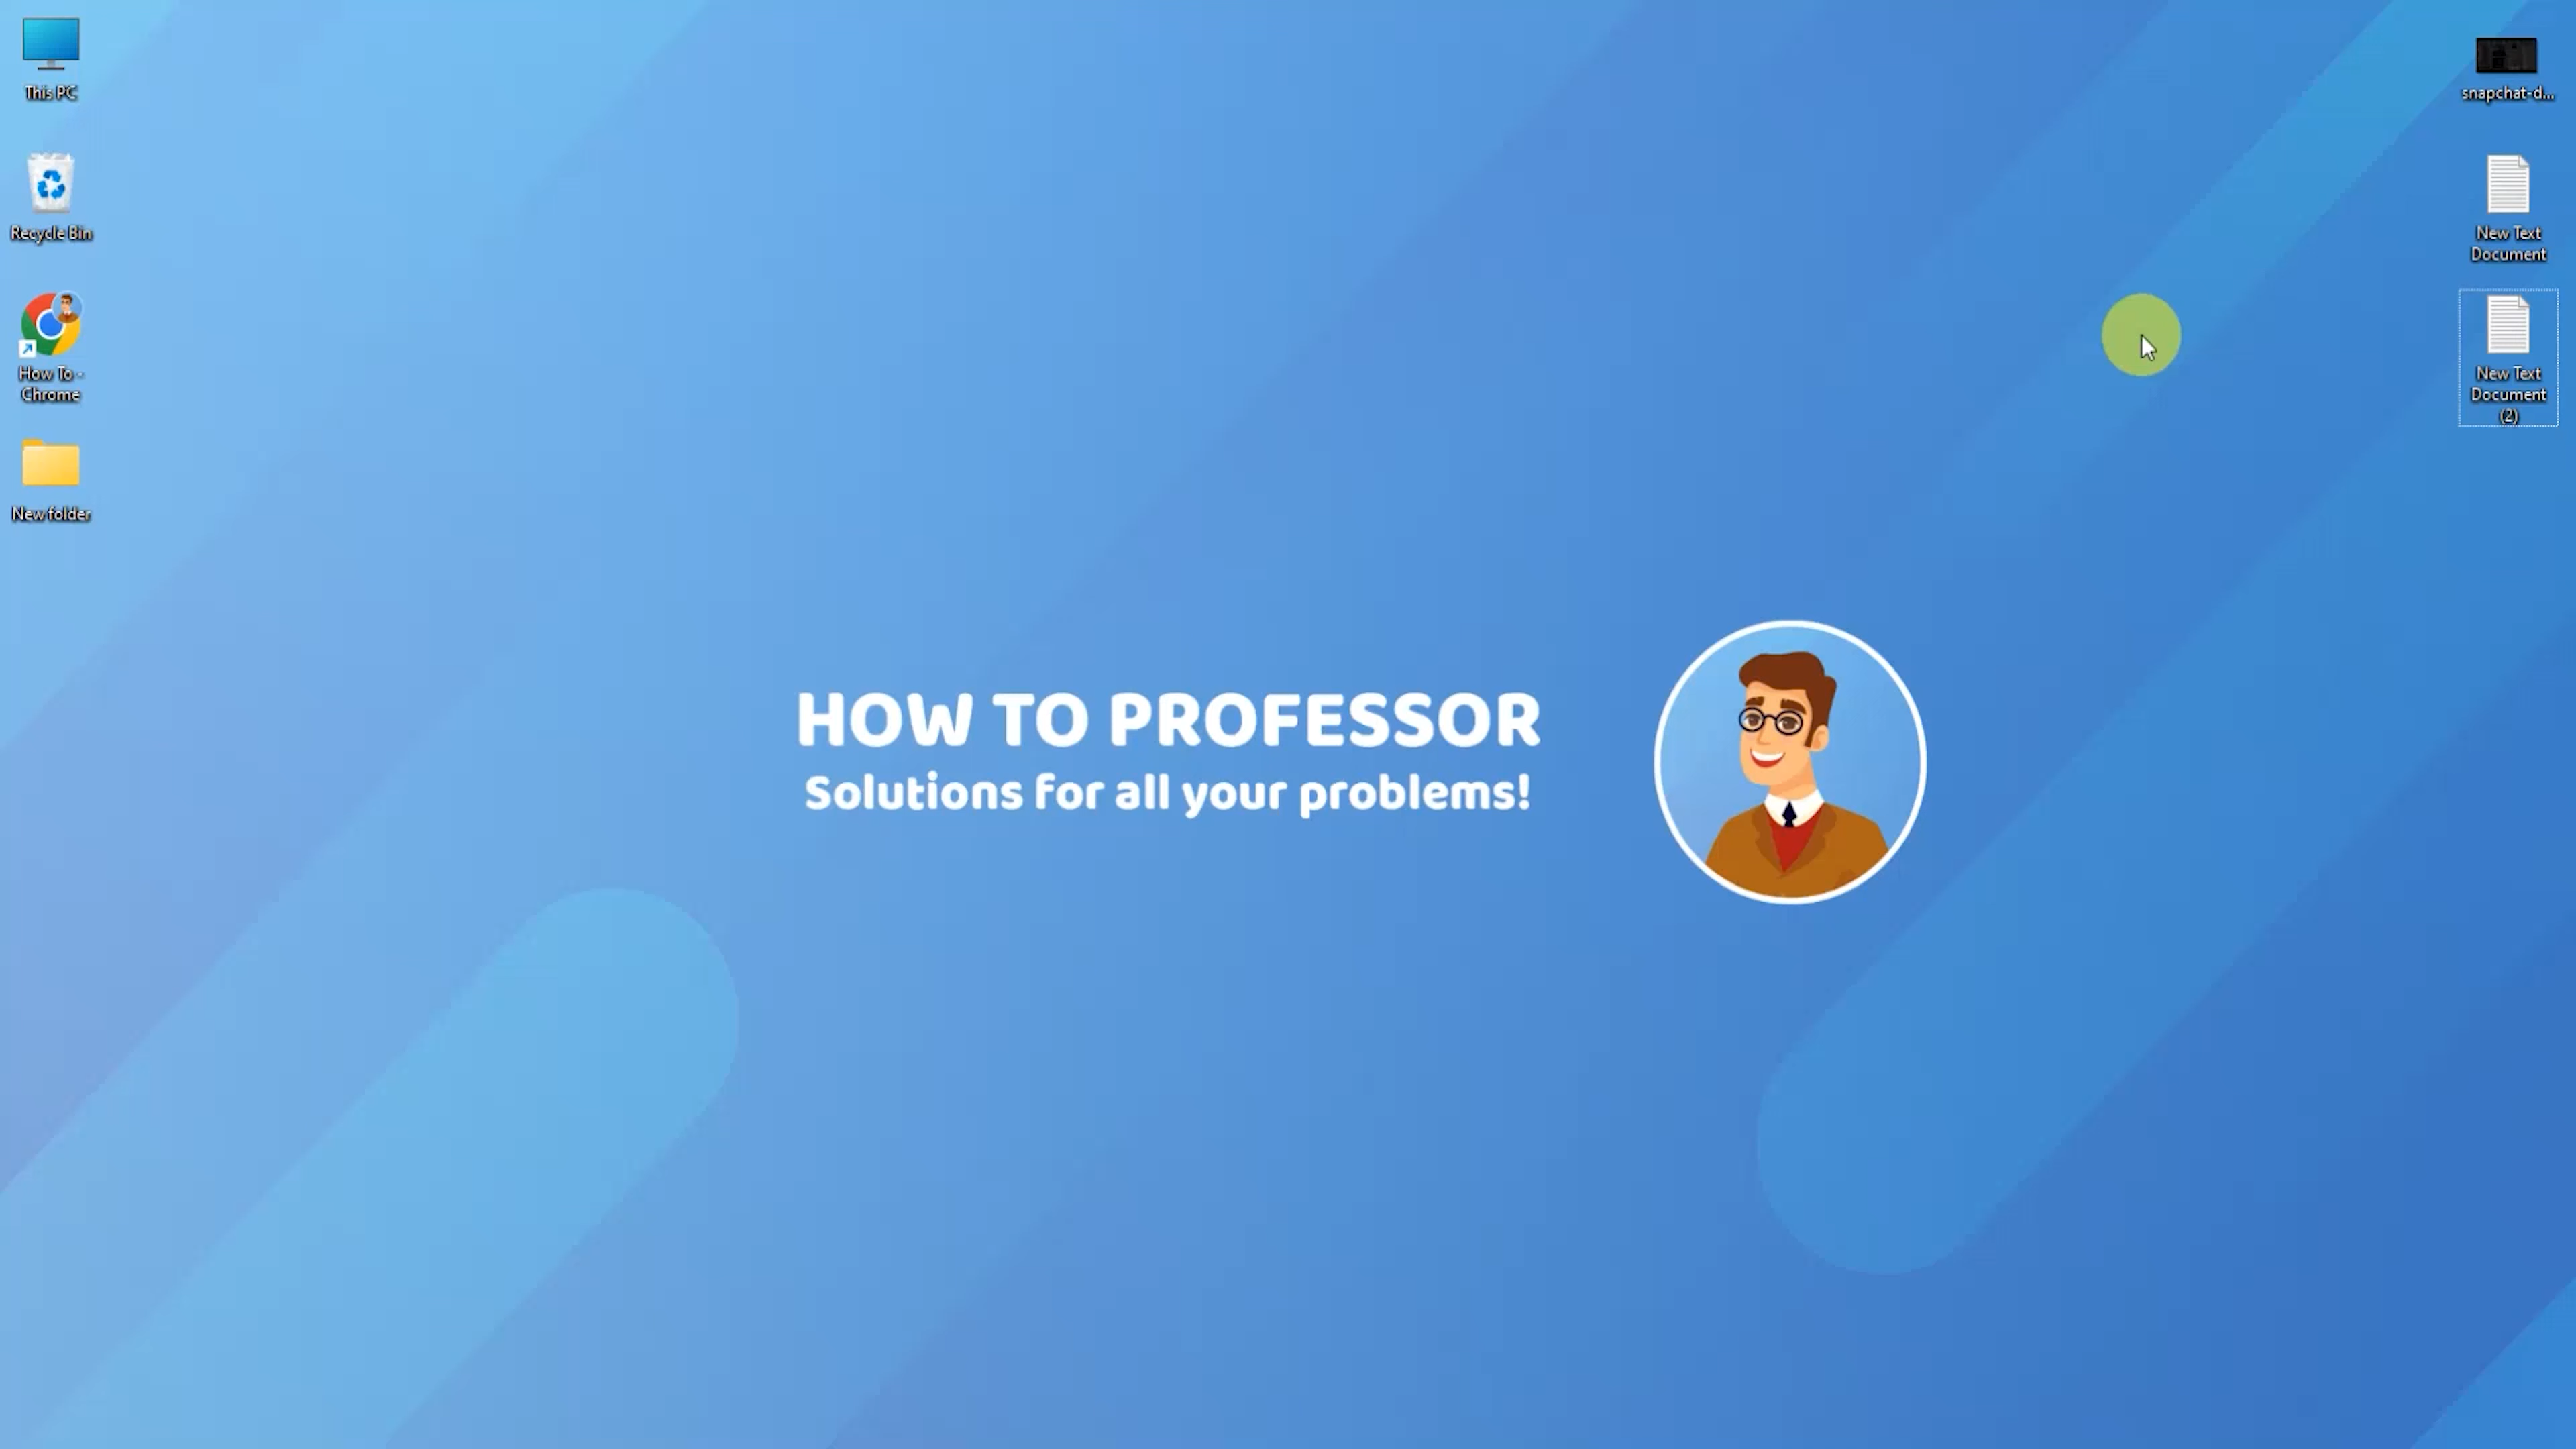 This PC
Recycle Bin
How To -
Chrome
New folder
HOW TO PROFESSOR
Solutions for all your problems!
snapchat-d...
New Text
Document
New Text
Document
(2)